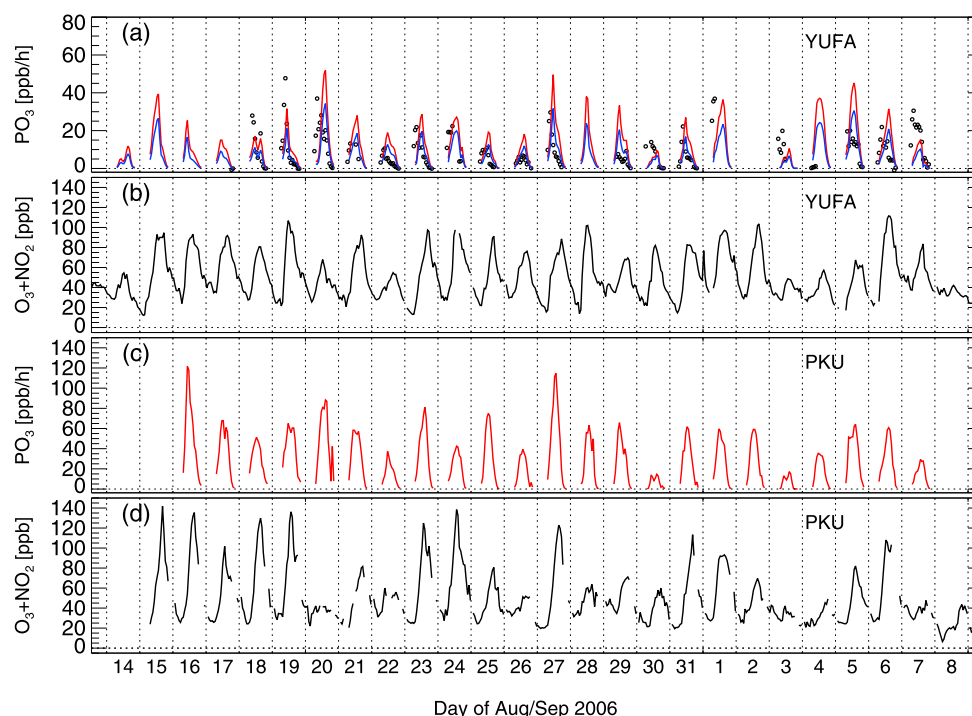 (a)
YUFA
PO3 [ppb/h]
80
60
40
20
0
(b)
YUFA
O3+NO2 [ppb]
140
120
100
80
60
40
20
0
(c)
PKU
PO3 [ppb/h]
140
120
100
80
60
40
20
0
(d)
PKU
O3+NO2 [ppb]
140
120
100
80
60
40
20
0
14 15 16 17 18 19 20 21 22 23 24 25 26 27 28 29 30 31 1 2 3 4 5 6 7 8
Day of Aug/Sep 2006